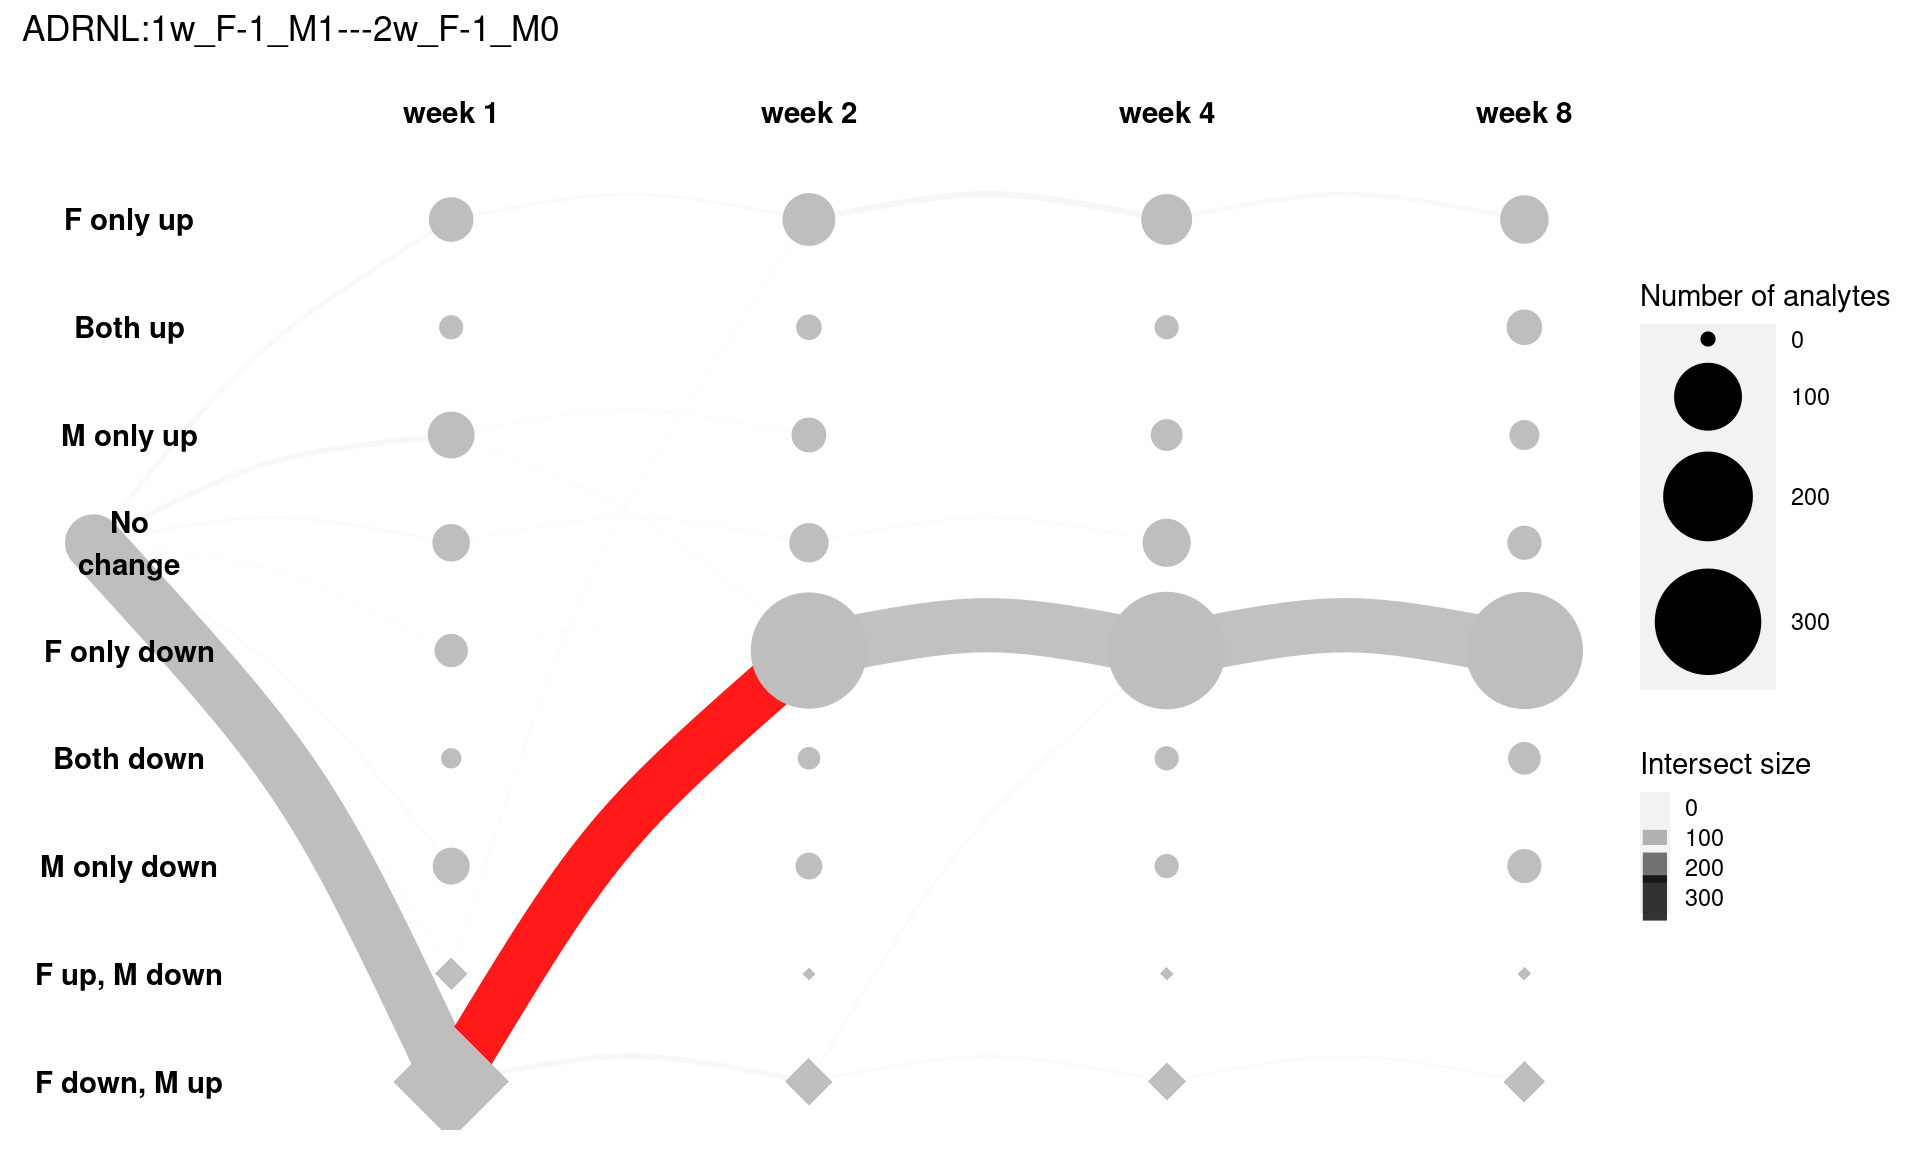 ADRNL:1w_F-1_M1---2w_F-1_M0
week 1
week 2
week 4
week 8
F only up
Both up
M only up
No
change
F only down
Both down
M only down
F up, M down
F down, M up
Number of analytes
0
100
200
300
Intersect size
0
100
200
300